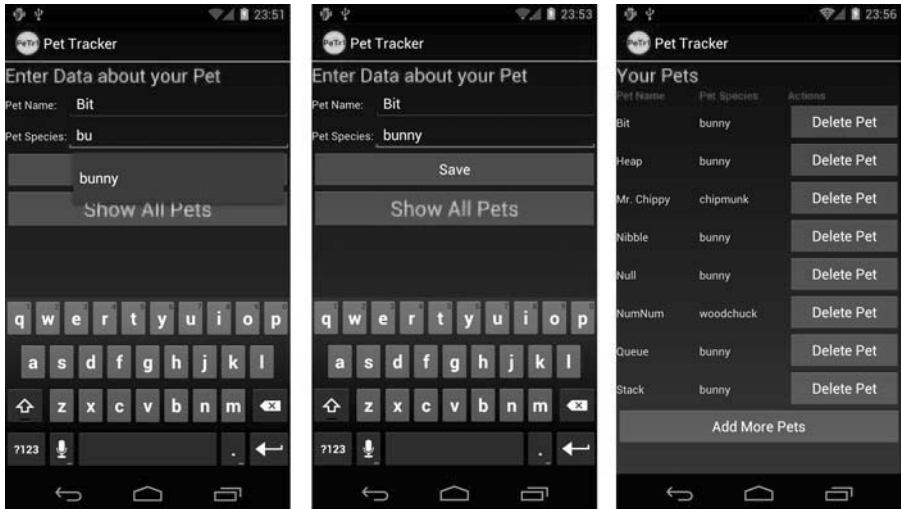 23:51
PeTr1 Pet Tracker
Enter Data about your Pet
Pet Name: Bit
Pet Species: bu
bunny
Show All Pets
q w e r t y u i o p
a s d f g h j k l
z x c v b n m
?123 .
23:53
PeTr1 Pet Tracker
Enter Data about your Pet
Pet Name: Bit
Pet Species: bunny
Save
Show All Pets
q w e r t y u i o p
a s d f g h j k l
z x c v b n m
?123 .
23:56
PeTr1 Pet Tracker
Your Pets
Pet Name Pet Species Actions
Bit bunny Delete Pet
Heap bunny Delete Pet
Mr. Chippy chipmunk Delete Pet
Nibble bunny Delete Pet
Null bunny Delete Pet
NumNum woodchuck Delete Pet
Queue bunny Delete Pet
Stack bunny Delete Pet
Add More Pets